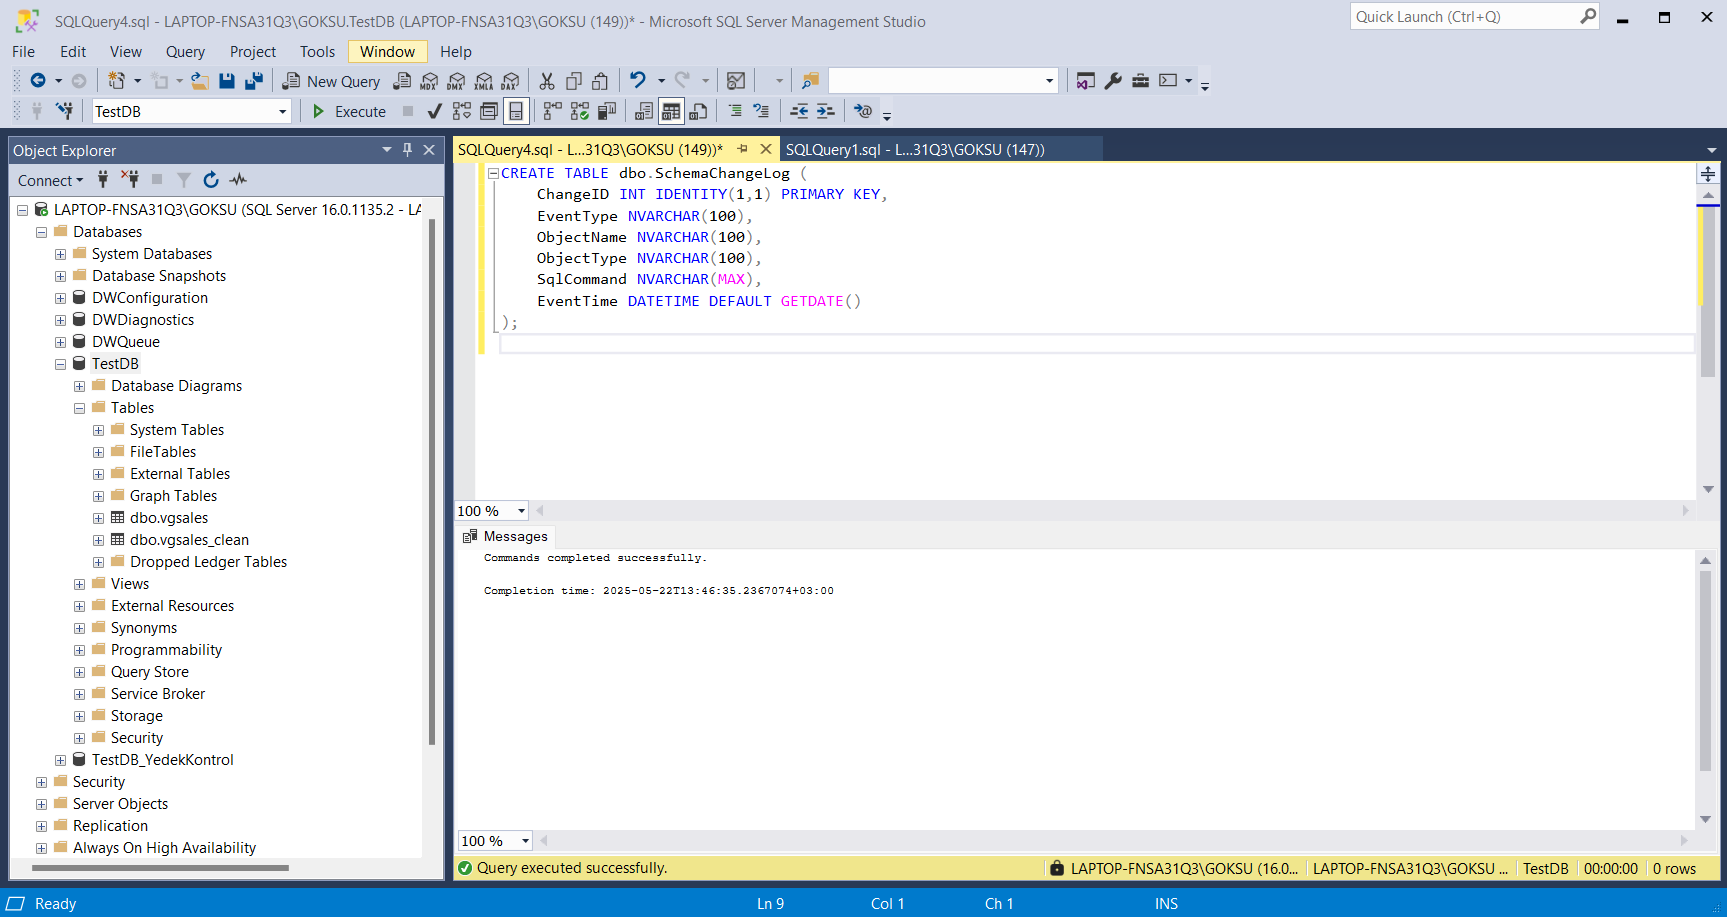 SQLQuery4.sql - LAPTOP-FNSA31Q3\GOKSU.TestDB (LAPTOP-FNSA31Q3\GOKSU (149))* - Microsoft SQL Server Management Studio
Quick Launch (Ctrl+Q)
File Edit View Query Project Tools Window Help
New Query MDX DMX XMLA DAX
TestDB Execute
Object Explorer
Connect
LAPTOP-FNSA31Q3\GOKSU (SQL Server 16.0.1135.2 - LA
Databases
System Databases
Database Snapshots
DWConfiguration
DWDiagnostics
DWQueue
TestDB
Database Diagrams
Tables
System Tables
FileTables
External Tables
Graph Tables
dbo.vgsales
dbo.vgsales_clean
Dropped Ledger Tables
Views
External Resources
Synonyms
Programmability
Query Store
Service Broker
Storage
Security
TestDB_YedekKontrol
Security
Server Objects
Replication
Always On High Availability
SQLQuery4.sql - L...31Q3\GOKSU (149))* SQLQuery1.sql - L...31Q3\GOKSU (147))
CREATE TABLE dbo.SchemaChangeLog (
ChangeID INT IDENTITY(1,1) PRIMARY KEY,
EventType NVARCHAR(100),
ObjectName NVARCHAR(100),
ObjectType NVARCHAR(100),
SqlCommand NVARCHAR(MAX),
EventTime DATETIME DEFAULT GETDATE()
);
100 %
Messages
Commands completed successfully.
Completion time: 2025-05-22T13:46:35.2367074+03:00
100 %
Query executed successfully. LAPTOP-FNSA31Q3\GOKSU (16.0... LAPTOP-FNSA31Q3\GOKSU ... TestDB 00:00:00 0 rows
Ready Ln 9 Col 1 Ch 1 INS